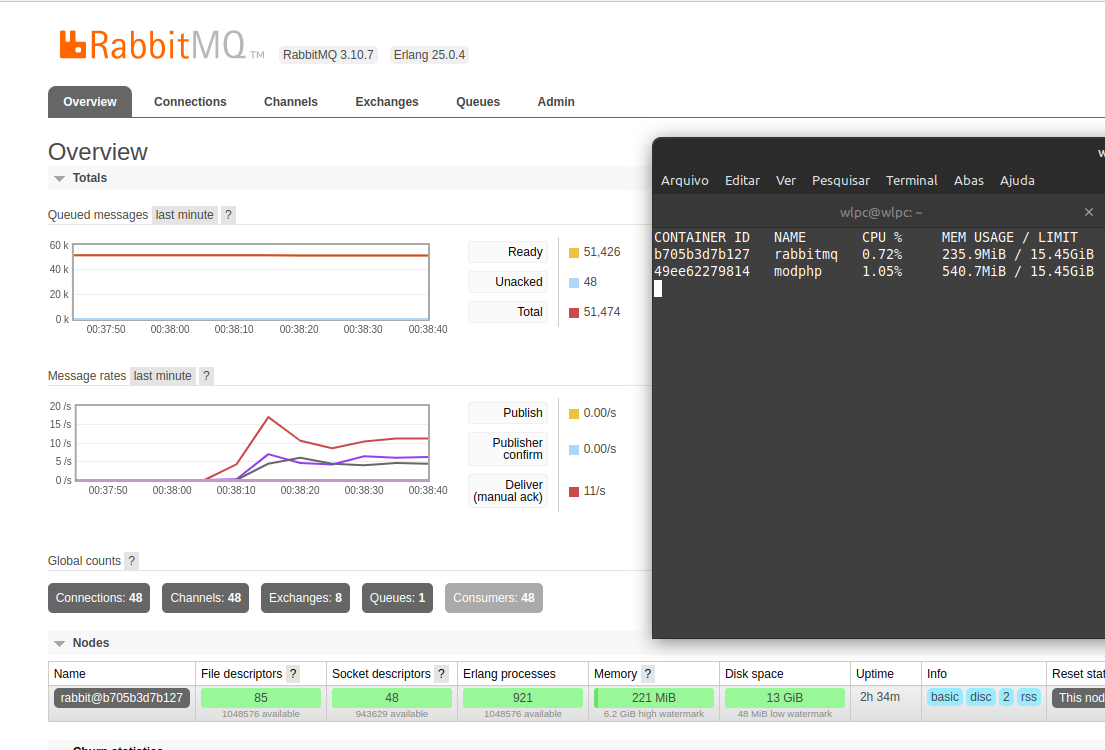 RabbitMQ TM RabbitMQ 3.10.7 Erlang 25.0.4
Overview Connections Channels Exchanges Queues Admin
Overview
Totals
Queued messages last minute ?
60 k
40 k
20 k
0 k
00:37:50 00:38:00 00:38:10 00:38:20 00:38:30 00:38:40
Ready 51,426
Unacked 48
Total 51,474
Message rates last minute ?
20 /s
15 /s
10 /s
5 /s
0 /s
00:37:50 00:38:00 00:38:10 00:38:20 00:38:30 00:38:40
Publish 0.00/s
Publisher
confirm 0.00/s
Deliver
(manual ack) 11/s
Global counts ?
Connections: 48 Channels: 48 Exchanges: 8 Queues: 1 Consumers: 48
Nodes
Name File descriptors ? Socket descriptors ? Erlang processes Memory ? Disk space Uptime Info Reset stat
rabbit@b705b3d7b127 85 48 921 221 MiB 13 GiB 2h 34m basic disc 2 rss This nod
1048576 available 943629 available 1048576 available 6.2 GiB high watermark 48 MiB low watermark
Churn statistics
w
Arquivo Editar Ver Pesquisar Terminal Abas Ajuda
wlpc@wlpc: ~ ×
CONTAINER ID NAME CPU % MEM USAGE / LIMIT
b705b3d7b127 rabbitmq 0.72% 235.9MiB / 15.45GiB
49ee62279814 modphp 1.05% 540.7MiB / 15.45GiB